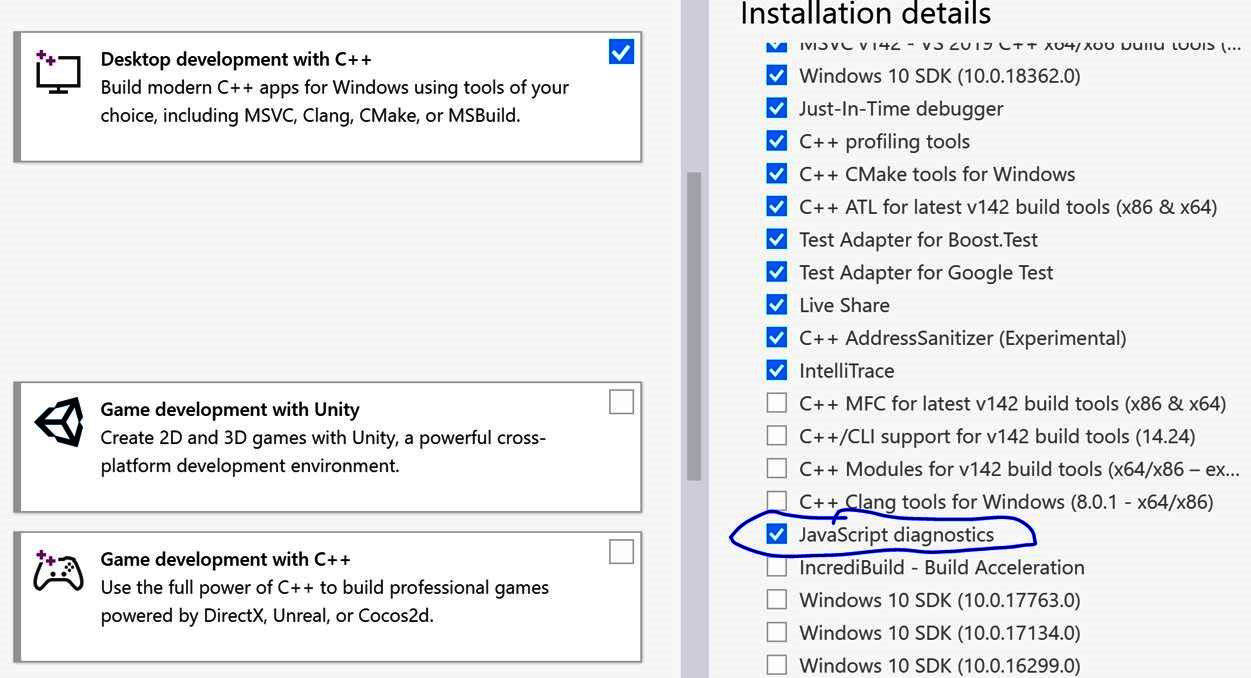 Desktop development with C++
Build modern C++ apps for Windows using tools of your
choice, including MSVC, Clang, CMake, or MSBuild.
Game development with Unity
Create 2D and 3D games with Unity, a powerful cross-
platform development environment.
Game development with C++
Use the full power of C++ to build professional games
powered by DirectX, Unreal, or Cocos2d.
Installation details
MSVC v142 - VS 2019 C++ x64/x86 build tools (...
Windows 10 SDK (10.0.18362.0)
Just-In-Time debugger
C++ profiling tools
C++ CMake tools for Windows
C++ ATL for latest v142 build tools (x86 & x64)
Test Adapter for Boost.Test
Test Adapter for Google Test
Live Share
C++ AddressSanitizer (Experimental)
IntelliTrace
C++ MFC for latest v142 build tools (x86 & x64)
C++/CLI support for v142 build tools (14.24)
C++ Modules for v142 build tools (x64/x86 – ex...
C++ Clang tools for Windows (8.0.1 - x64/x86)
JavaScript diagnostics
IncrediBuild - Build Acceleration
Windows 10 SDK (10.0.17763.0)
Windows 10 SDK (10.0.17134.0)
Windows 10 SDK (10.0.16299.0)